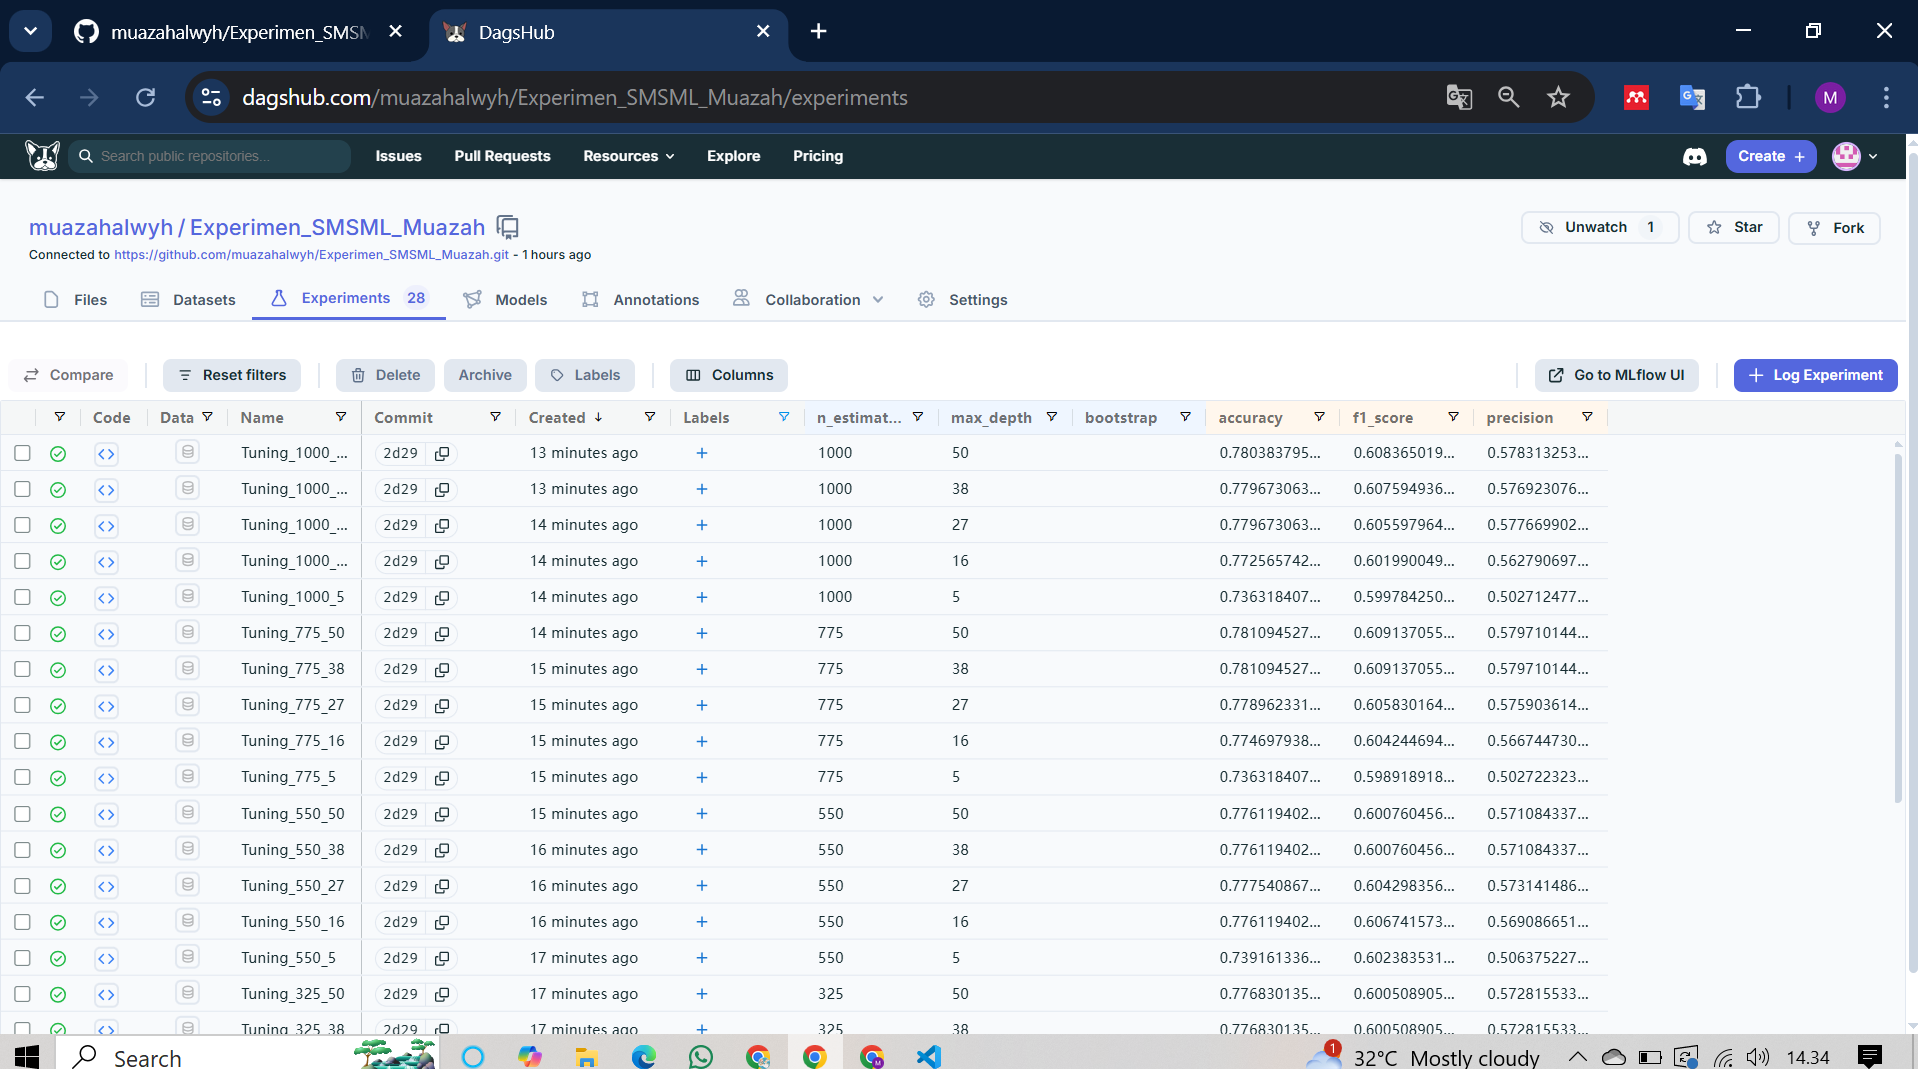 muazahalwyh/Experimen_SMSM
DagsHub
dagshub.com/muazahalwyh/Experimen_SMSML_Muazah/experiments
M
Search public repositories...
Issues
Pull Requests
Resources
Explore
Pricing
Create +
muazahalwyh / Experimen_SMSML_Muazah
Unwatch 1
Star
Fork
Connected to https://github.com/muazahalwyh/Experimen_SMSML_Muazah.git - 1 hours ago
Files
Datasets
Experiments 28
Models
Annotations
Collaboration
Settings
Compare
Reset filters
Delete
Archive
Labels
Columns
Go to MLflow UI
+ Log Experiment
Code Data Name Commit Created ↓ Labels n_estimat... max_depth bootstrap accuracy f1_score precision
Tuning_1000_... 2d29 13 minutes ago + 1000 50 0.780383795... 0.608365019... 0.578313253...
Tuning_1000_... 2d29 13 minutes ago + 1000 38 0.779673063... 0.607594936... 0.576923076...
Tuning_1000_... 2d29 14 minutes ago + 1000 27 0.779673063... 0.605597964... 0.577669902...
Tuning_1000_... 2d29 14 minutes ago + 1000 16 0.772565742... 0.601990049... 0.562790697...
Tuning_1000_5 2d29 14 minutes ago + 1000 5 0.736318407... 0.599784250... 0.502712477...
Tuning_775_50 2d29 14 minutes ago + 775 50 0.781094527... 0.609137055... 0.579710144...
Tuning_775_38 2d29 15 minutes ago + 775 38 0.781094527... 0.609137055... 0.579710144...
Tuning_775_27 2d29 15 minutes ago + 775 27 0.778962331... 0.605830164... 0.575903614...
Tuning_775_16 2d29 15 minutes ago + 775 16 0.774697938... 0.604244694... 0.566744730...
Tuning_775_5 2d29 15 minutes ago + 775 5 0.736318407... 0.598918918... 0.502722323...
Tuning_550_50 2d29 15 minutes ago + 550 50 0.776119402... 0.600760456... 0.571084337...
Tuning_550_38 2d29 16 minutes ago + 550 38 0.776119402... 0.600760456... 0.571084337...
Tuning_550_27 2d29 16 minutes ago + 550 27 0.777540867... 0.604298356... 0.573141486...
Tuning_550_16 2d29 16 minutes ago + 550 16 0.776119402... 0.606741573... 0.569086651...
Tuning_550_5 2d29 17 minutes ago + 550 5 0.739161336... 0.602383531... 0.506375227...
Tuning_325_50 2d29 17 minutes ago + 325 50 0.776830135... 0.600508905... 0.572815533...
Tuning_325_38 2d29 17 minutes ago + 325 38 0.776830135... 0.600508905... 0.572815533...
Search
1
32°C Mostly cloudy
14.34